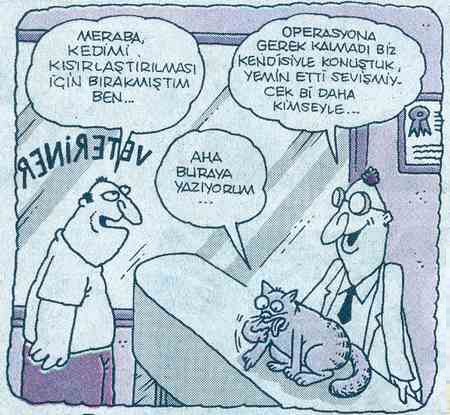 MERABA,
KEDİMİ
KISIRLAŞTIRILMASI
İÇİN BIRAKMIŞTIM
BEN...
OPERASYONA
GEREK KALMADI BİZ
KENDİSİYLE KONUŞTUK,
YEMİN ETTİ SEVİŞMİY-
CEK Bİ DAHA
KİMSEYLE...
VETERİNER
AHA
BURAYA
YAZIYORUM
...